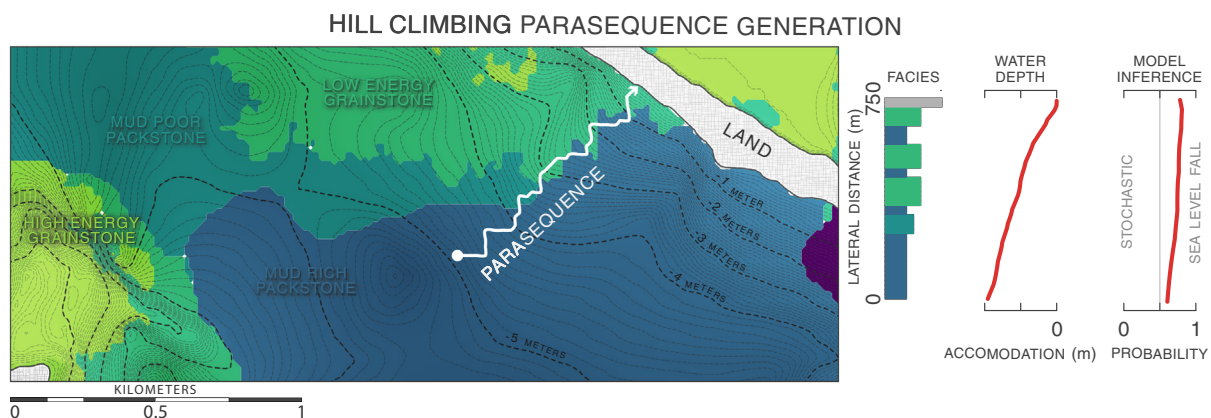 HILL CLIMBING PARASEQUENCE GENERATION
LOW ENERGY
GRAINSTONE
MUD POOR
PACKSTONE
HIGH ENERGY
GRAINSTONE
MUD RICH
PACKSTONE
PARASEQUENCE
LAND
-1 METER
-2 METERS
-3 METERS
-4 METERS
-5 METERS
KILOMETERS
0 0.5 1
FACIES
LATERAL DISTANCE (m)
750
0
WATER
DEPTH
0
ACCOMODATION (m)
MODEL
INFERENCE
STOCHASTIC
SEA LEVEL FALL
0 1
PROBABILITY